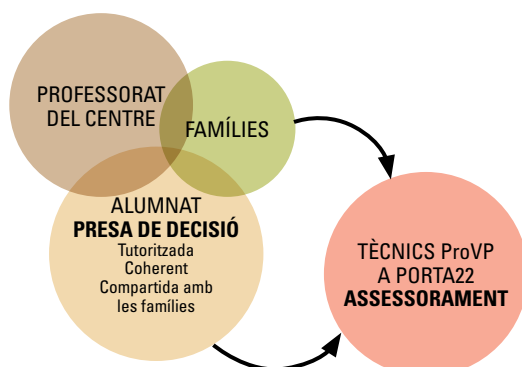 PROFESSORAT
DEL CENTRE
FAMÍLIES
ALUMNAT
PRESA DE DECISIÓ
Tutoritzada
Coherent
Compartida amb
les famílies
TÈCNICS ProVP
A PORTA22
ASSESSORAMENT